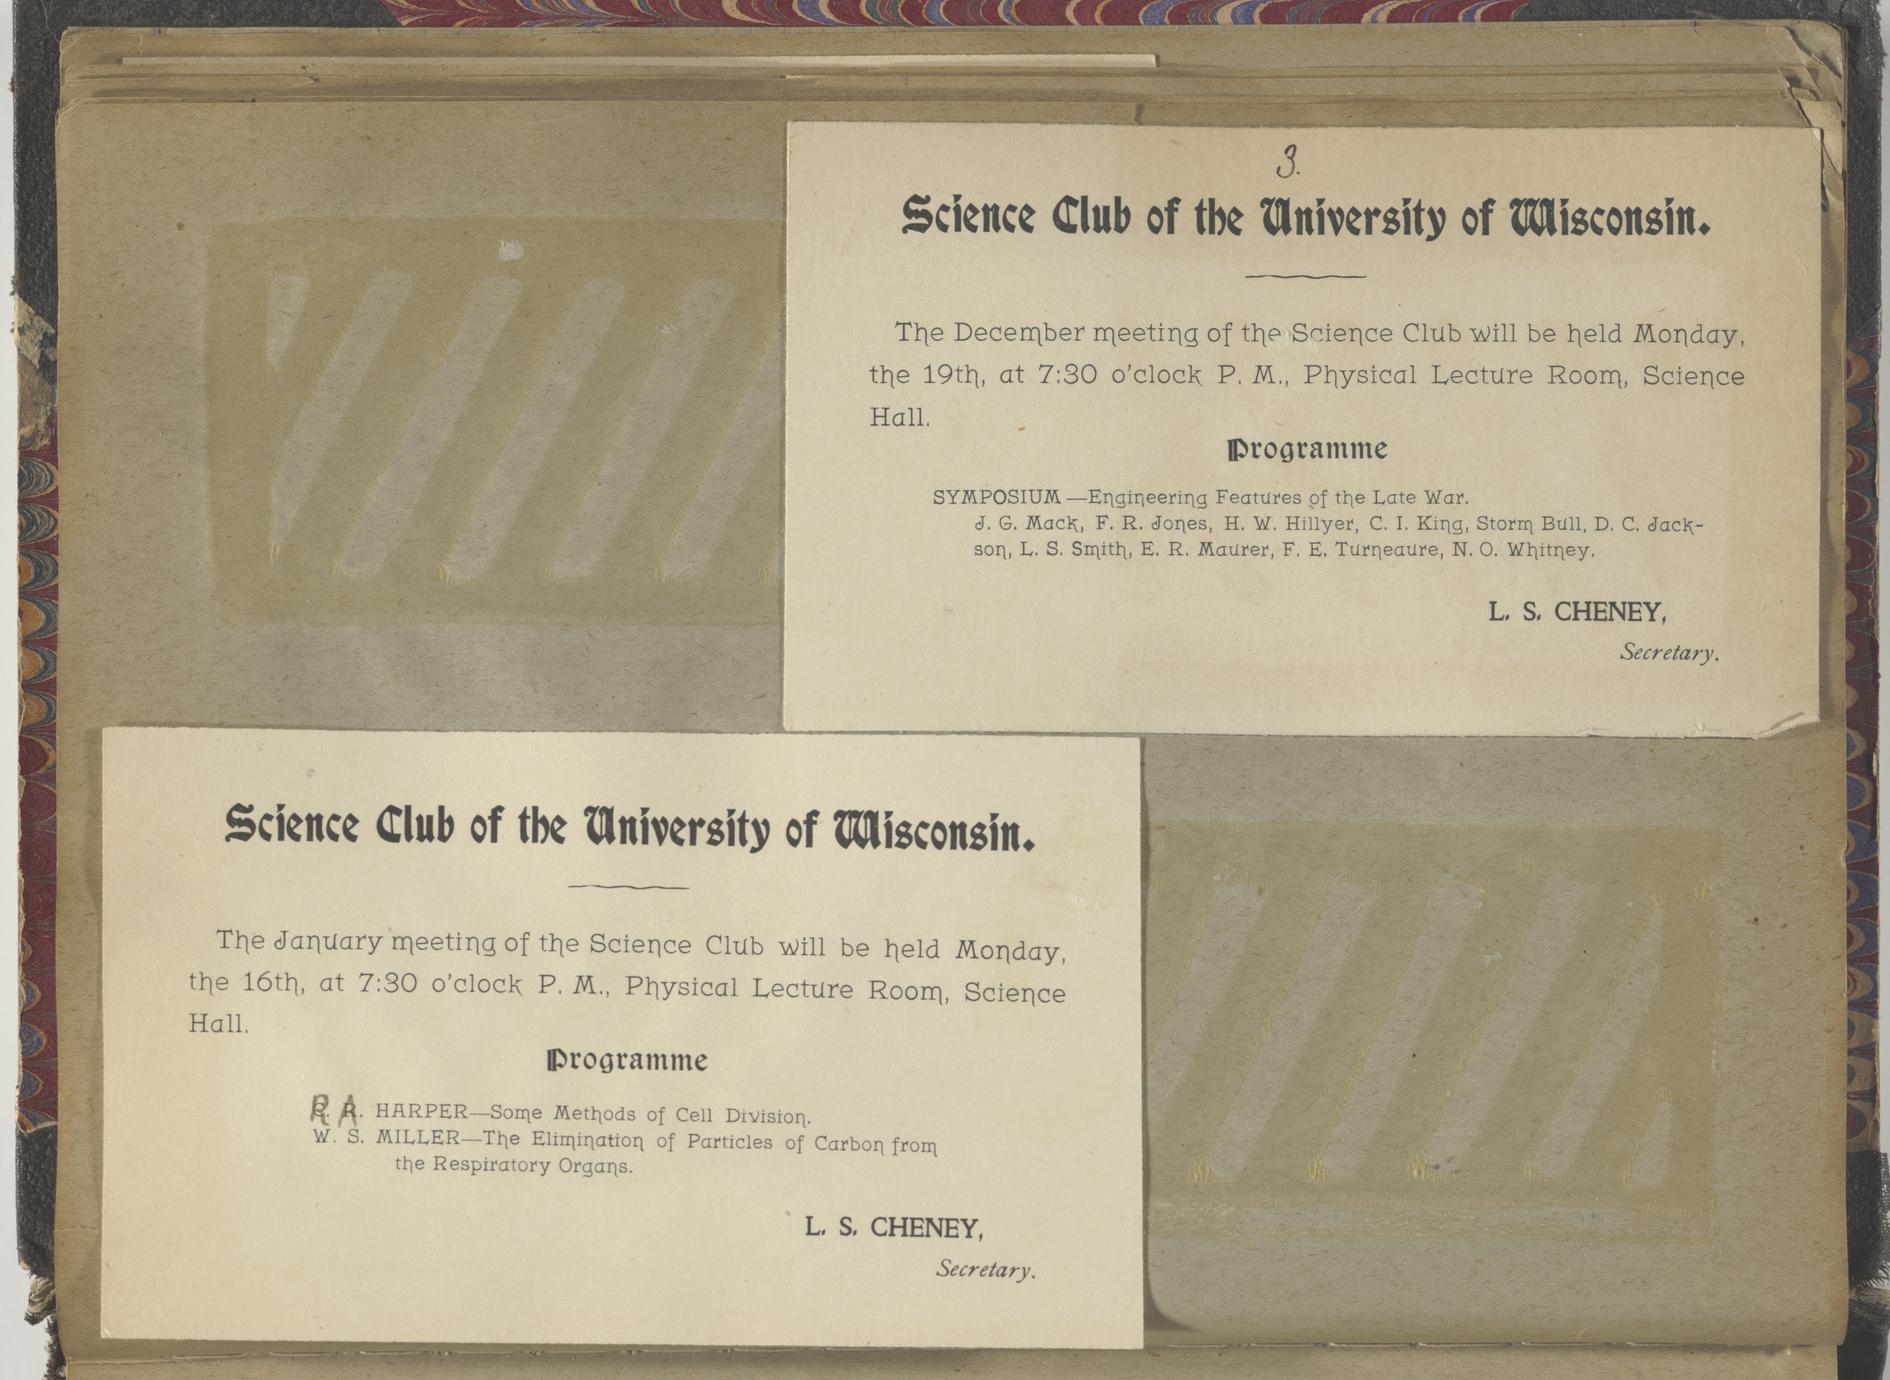 3.
Science Club of the University of Wisconsin.
The December meeting of the Science Club will be held Monday,
the 19th, at 7:30 o'clock P. M., Physical Lecture Room, Science
Hall.
Programme
SYMPOSIUM—Engineering Features of the Late War.
J. G. Mack, F. R. Jones, H. W. Hillyer, C. I. King, Storm Bull, D. C. Jack-
son, L. S. Smith, E. R. Maurer, F. E. Turneaure, N. O. Whitney.
L. S. CHENEY,
Secretary.
Science Club of the University of Wisconsin.
The January meeting of the Science Club will be held Monday,
the 16th, at 7:30 o'clock P. M., Physical Lecture Room, Science
Hall.
Programme
R A HARPER—Some Methods of Cell Division.
W. S. MILLER—The Elimination of Particles of Carbon from
the Respiratory Organs.
L. S. CHENEY,
Secretary.